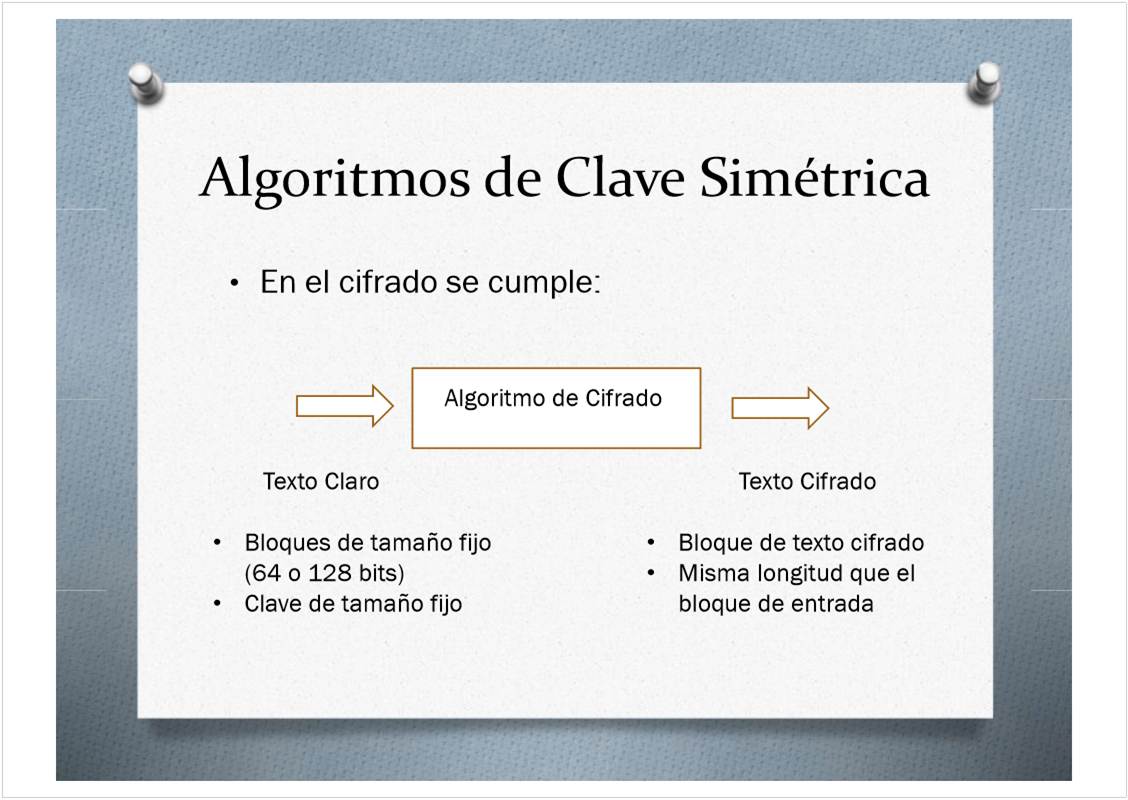 Algoritmos de Clave Simétrica
• En el cifrado se cumple:
Algoritmo de Cifrado
Texto Claro
Texto Cifrado
• Bloques de tamaño fijo
(64 o 128 bits)
• Clave de tamaño fijo
• Bloque de texto cifrado
• Misma longitud que el
bloque de entrada